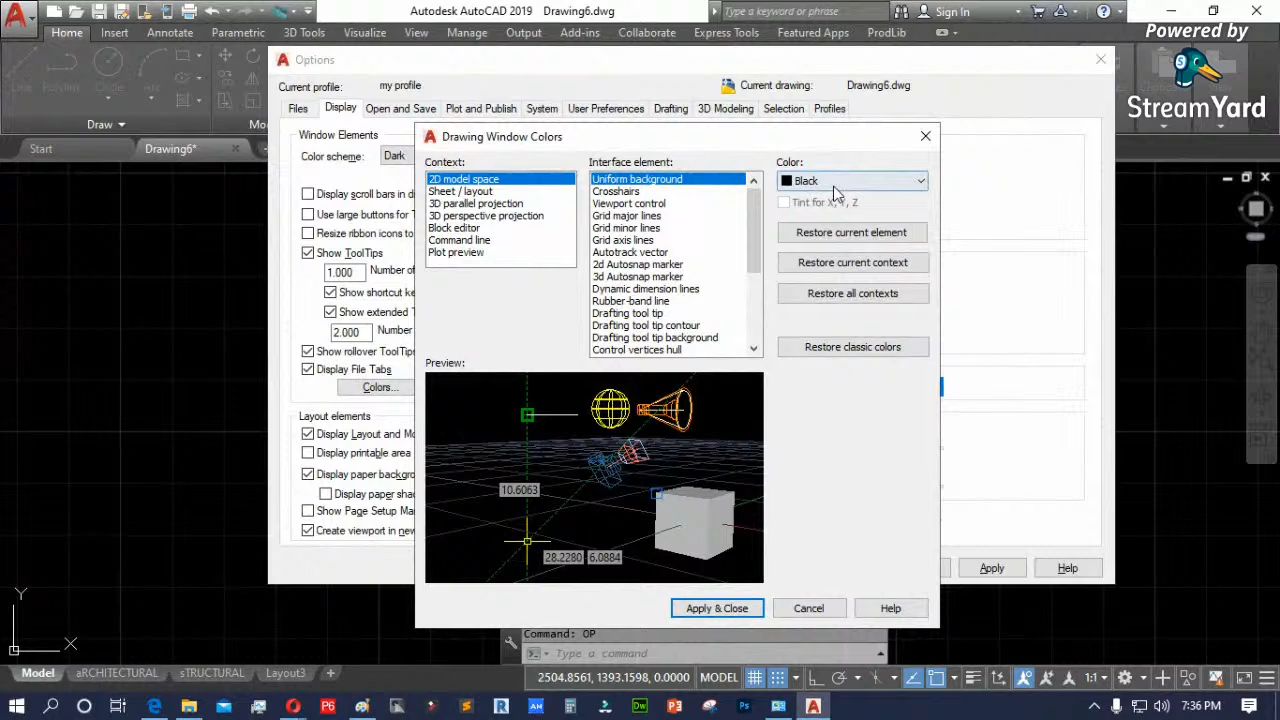 Autodesk AutoCAD 2019 Drawing6.dwg
Type a keyword or phrase
Sign In
Home Insert Annotate Parametric 3D Tools Visualize View Manage Output Add-ins Collaborate Express Tools Featured Apps ProdLib
Powered by
StreamYard
Options
Current profile: my profile Current drawing: Drawing6.dwg
Line Polyline Circle Arc
Files Display Open and Save Plot and Publish System User Preferences Drafting 3D Modeling Selection Profiles
Draw
Start Drawing6*
Window Elements
Color scheme: Dark
Display scroll bars in
Use large buttons for T
Resize ribbon icons to
Show ToolTips
1.000 Number of
Show shortcut ke
Show extended T
2.000 Number
Show rollover ToolTips
Display File Tabs
Colors...
Layout elements
Display Layout and Mo
Display printable area
Display paper backgro
Display paper sha
Show Page Setup Ma
Create viewport in new
Drawing Window Colors
Context:
2D model space
Sheet / layout
3D parallel projection
3D perspective projection
Block editor
Command line
Plot preview
Interface element:
Uniform background
Crosshairs
Viewport control
Grid major lines
Grid minor lines
Grid axis lines
Autotrack vector
2d Autosnap marker
3d Autosnap marker
Dynamic dimension lines
Rubber-band line
Drafting tool tip
Drafting tool tip contour
Drafting tool tip background
Control vertices hull
Color:
Black
Tint for X, Y, Z
Restore current element
Restore current context
Restore all contexts
Restore classic colors
Preview:
10.6063
28.2280 6.0884
Apply & Close Cancel Help
Apply Help
Y
X
Command: OP
Type a command
Model aRCHITECTURAL sTRUCTURAL Layout3
2504.8561, 1393.1598, 0.0000 MODEL 1:1
7:36 PM